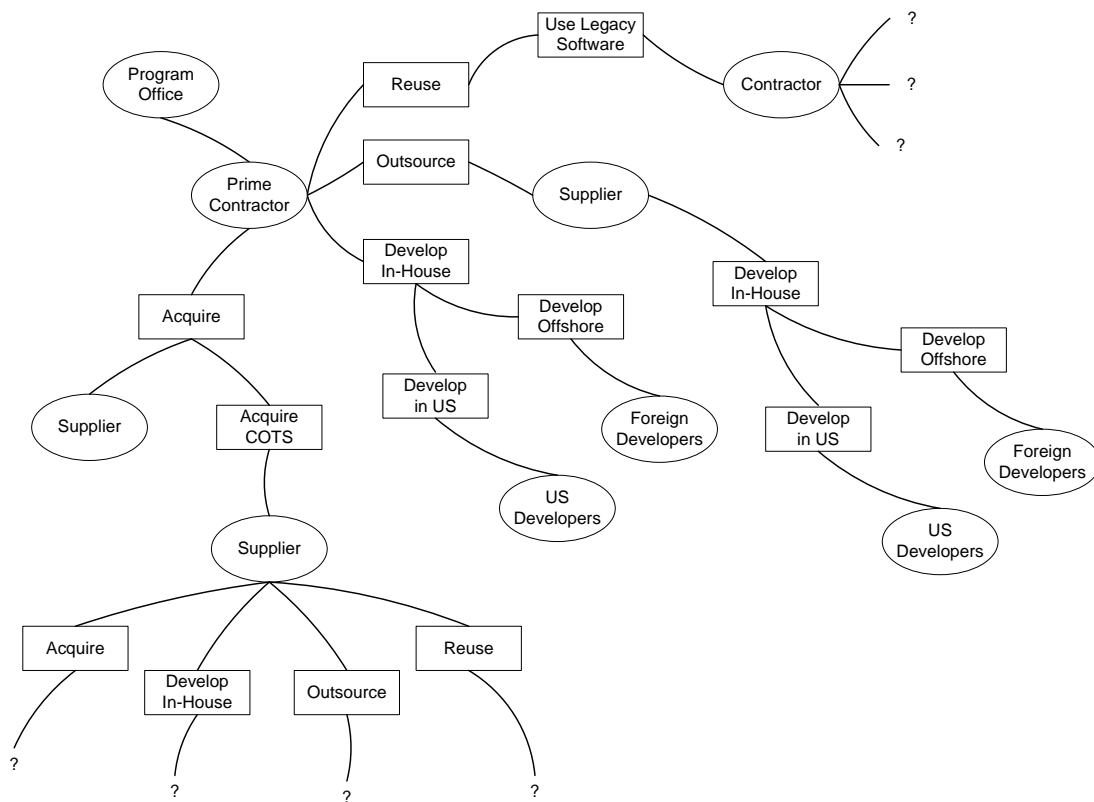 Use Legacy
Software
?
Program
Office
Reuse
Contractor
?
?
Outsource
Prime
Contractor
Supplier
Develop
In-House
Develop
In-House
Acquire
Develop
Offshore
Develop
Offshore
Supplier
Acquire
COTS
Develop
in US
Foreign
Developers
Develop
in US
Foreign
Developers
US
Developers
US
Developers
Supplier
Acquire
Reuse
Develop
In-House
Outsource
?
?
?
?